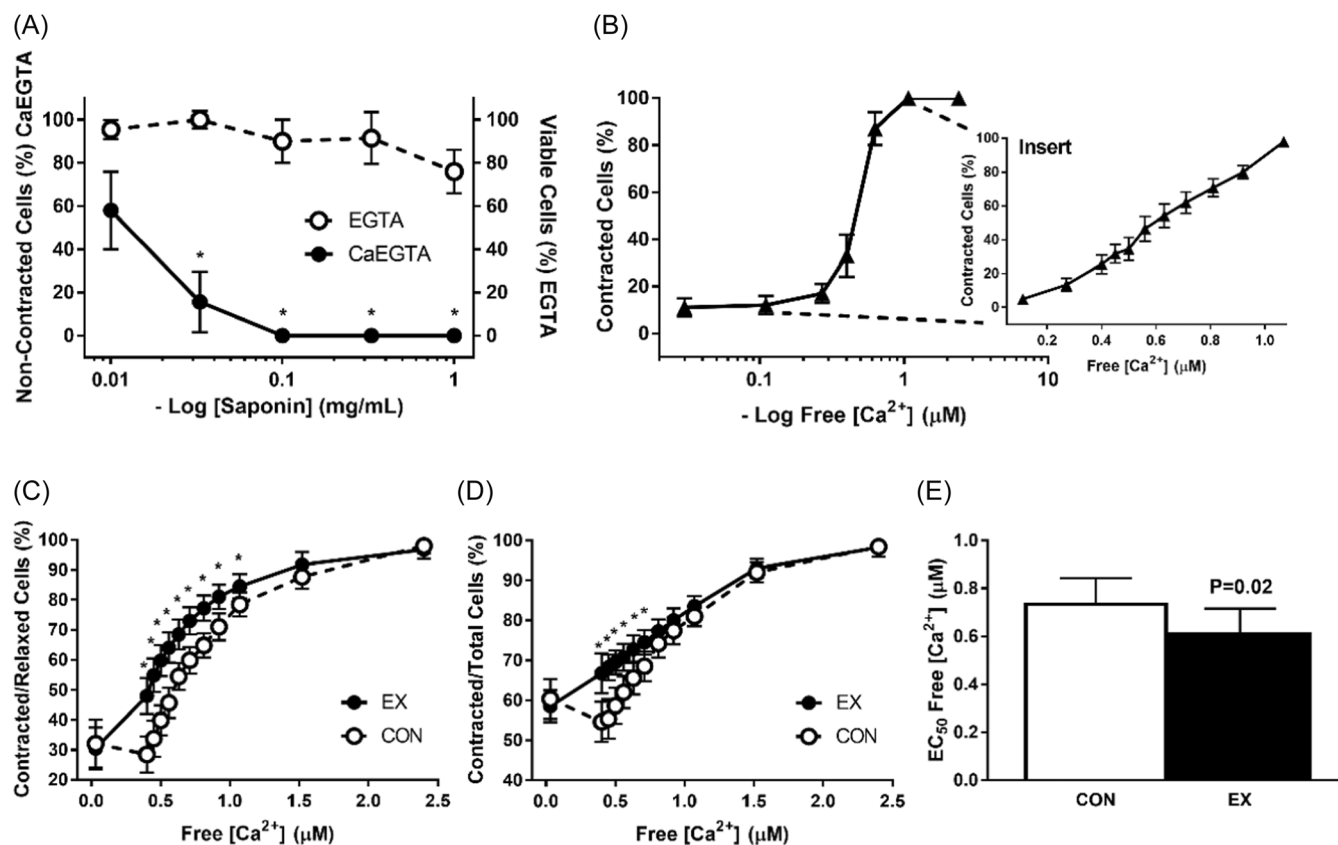 (A)
Non-Contracted Cells (%) CaEGTA
100
80
60
40
20
0
100
80
60
40
20
0
Viable Cells (%) EGTA
EGTA
CaEGTA
*
*
*
*
0.01
0.1
1
- Log [Saponin] (mg/mL)
(B)
Contracted Cells (%)
100
80
60
40
20
0
0.1
1
10
- Log Free [Ca2+] (μM)
Insert
Contracted Cells (%)
100
80
60
40
20
0
0.2
0.4
0.6
0.8
1.0
Free [Ca2+] (μM)
(C)
Contracted/Relaxed Cells (%)
100
90
80
70
60
50
40
30
20
* * * * * * * * *
EX
CON
0.0
0.5
1.0
1.5
2.0
2.5
Free [Ca2+] (μM)
(D)
Contracted/Total Cells (%)
100
90
80
70
60
50
40
* * * * * *
EX
CON
0.0
0.5
1.0
1.5
2.0
2.5
Free [Ca2+] (μM)
(E)
EC50 Free [Ca2+] (μM)
1.0
0.8
0.6
0.4
0.2
0.0
P=0.02
CON
EX